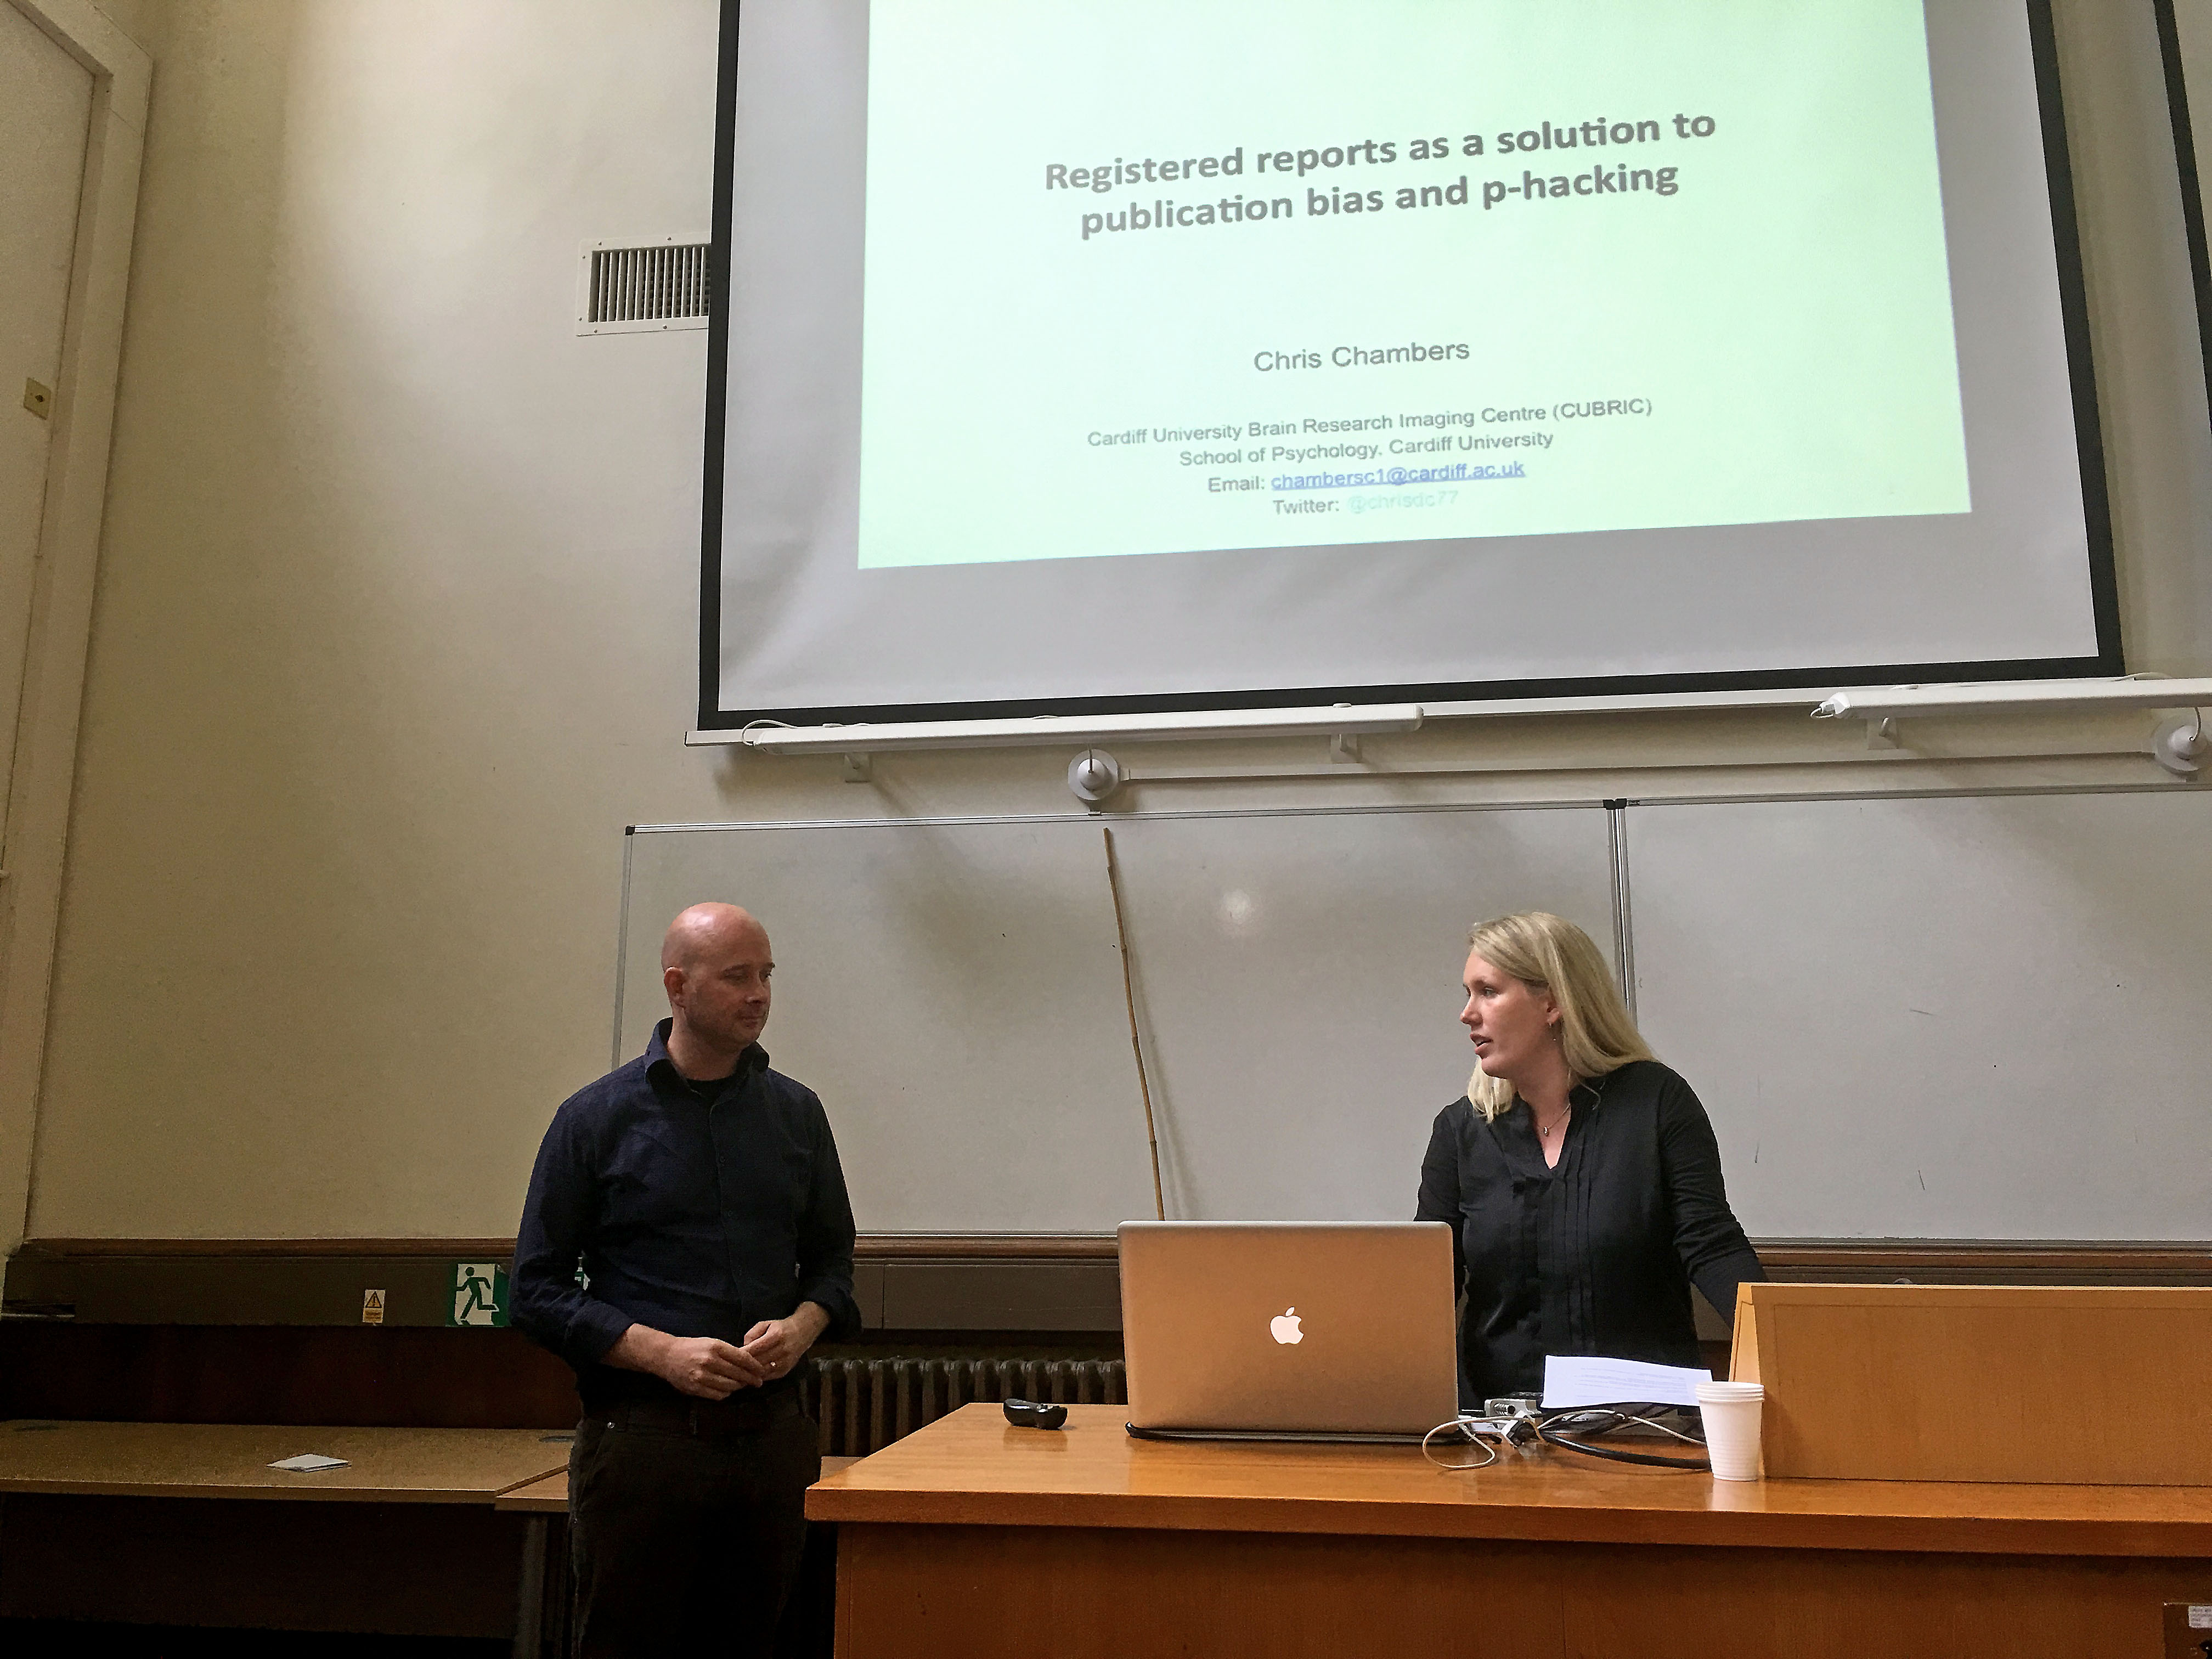 Registered reports as a solution to
publication bias and p-hacking
Chris Chambers
Cardiff University Brain Research Imaging Centre (CUBRIC)
School of Psychology, Cardiff University
Email: chambersc1@cardiff.ac.uk
Twitter: @chrisdc77